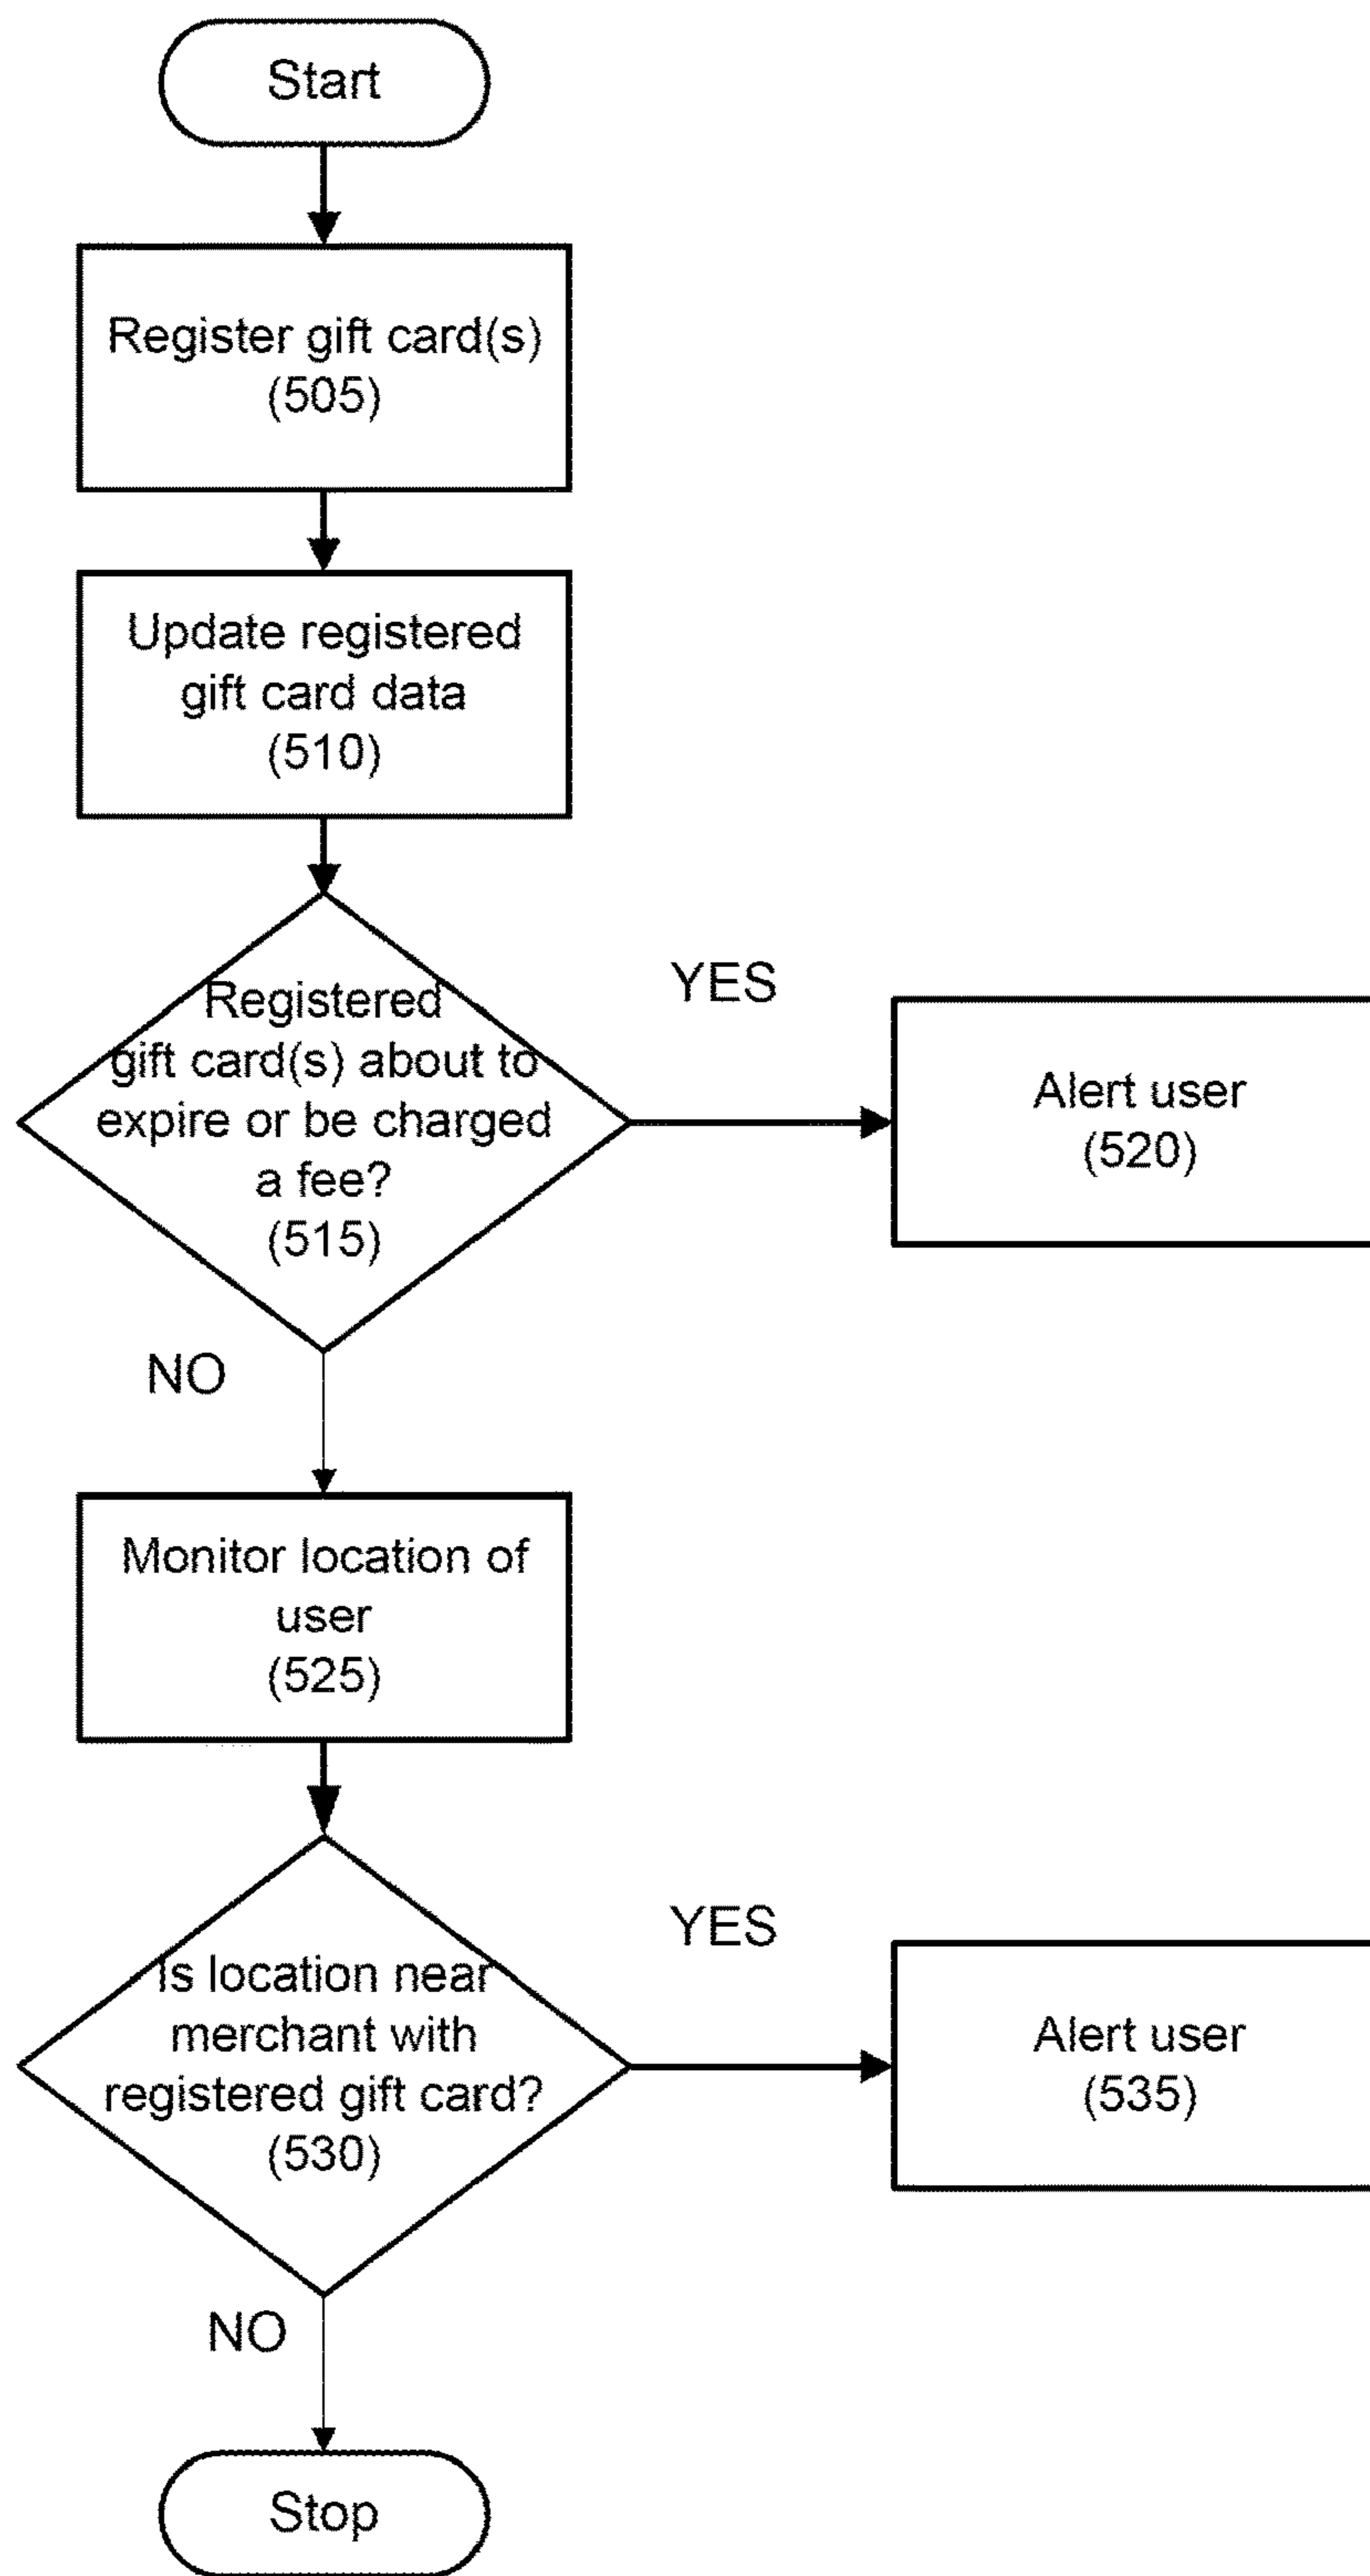 Start
Register gift card(s)
(505)
Update registered
gift card data
(510)
Registered
gift card(s) about to
expire or be charged
a fee?
(515)
YES
Alert user
(520)
NO
Monitor location of
user
(525)
Is location near
merchant with
registered gift card?
(530)
YES
Alert user
(535)
NO
Stop